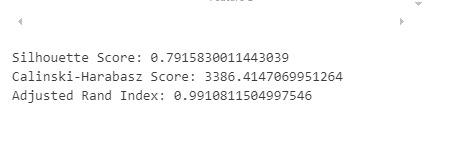 Silhouette Score: 0.7915830011443039
Calinski-Harabasz Score: 3386.4147069951264
Adjusted Rand Index: 0.9910811504997546